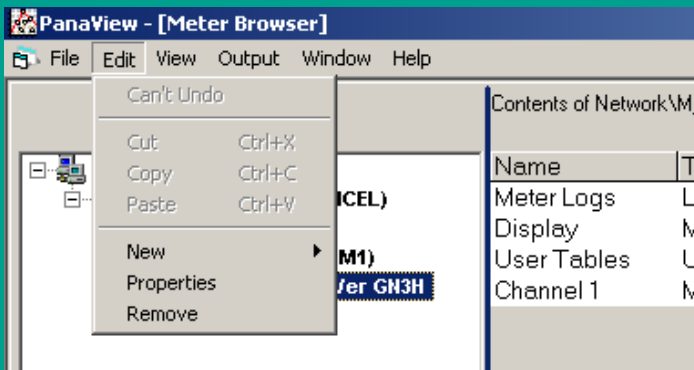 PanaView - [Meter Browser]
File Edit View Output Window Help
Can't Undo
Cut Ctrl+X
Copy Ctrl+C
Paste Ctrl+V
New
Properties
Remove
ICEL)
M1)
Ver GN3H
Contents of Network\M
Name
Meter Logs L
Display M
User Tables U
Channel 1 M